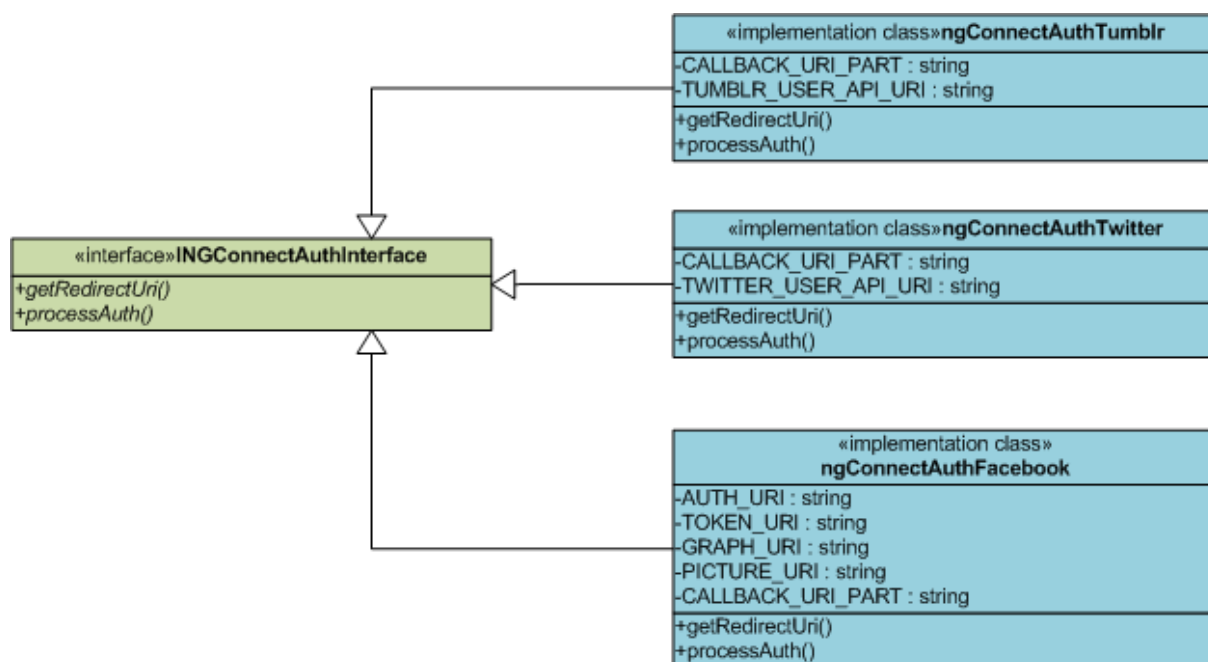 «implementation class»ngConnectAuthTumblr
-CALLBACK_URI_PART : string
-TUMBLR_USER_API_URI : string
+getRedirectUri()
+processAuth()
«interface»INGConnectAuthInterface
+getRedirectUri()
+processAuth()
«implementation class»ngConnectAuthTwitter
-CALLBACK_URI_PART : string
-TWITTER_USER_API_URI : string
+getRedirectUri()
+processAuth()
«implementation class»
ngConnectAuthFacebook
-AUTH_URI : string
-TOKEN_URI : string
-GRAPH_URI : string
-PICTURE_URI : string
-CALLBACK_URI_PART : string
+getRedirectUri()
+processAuth()